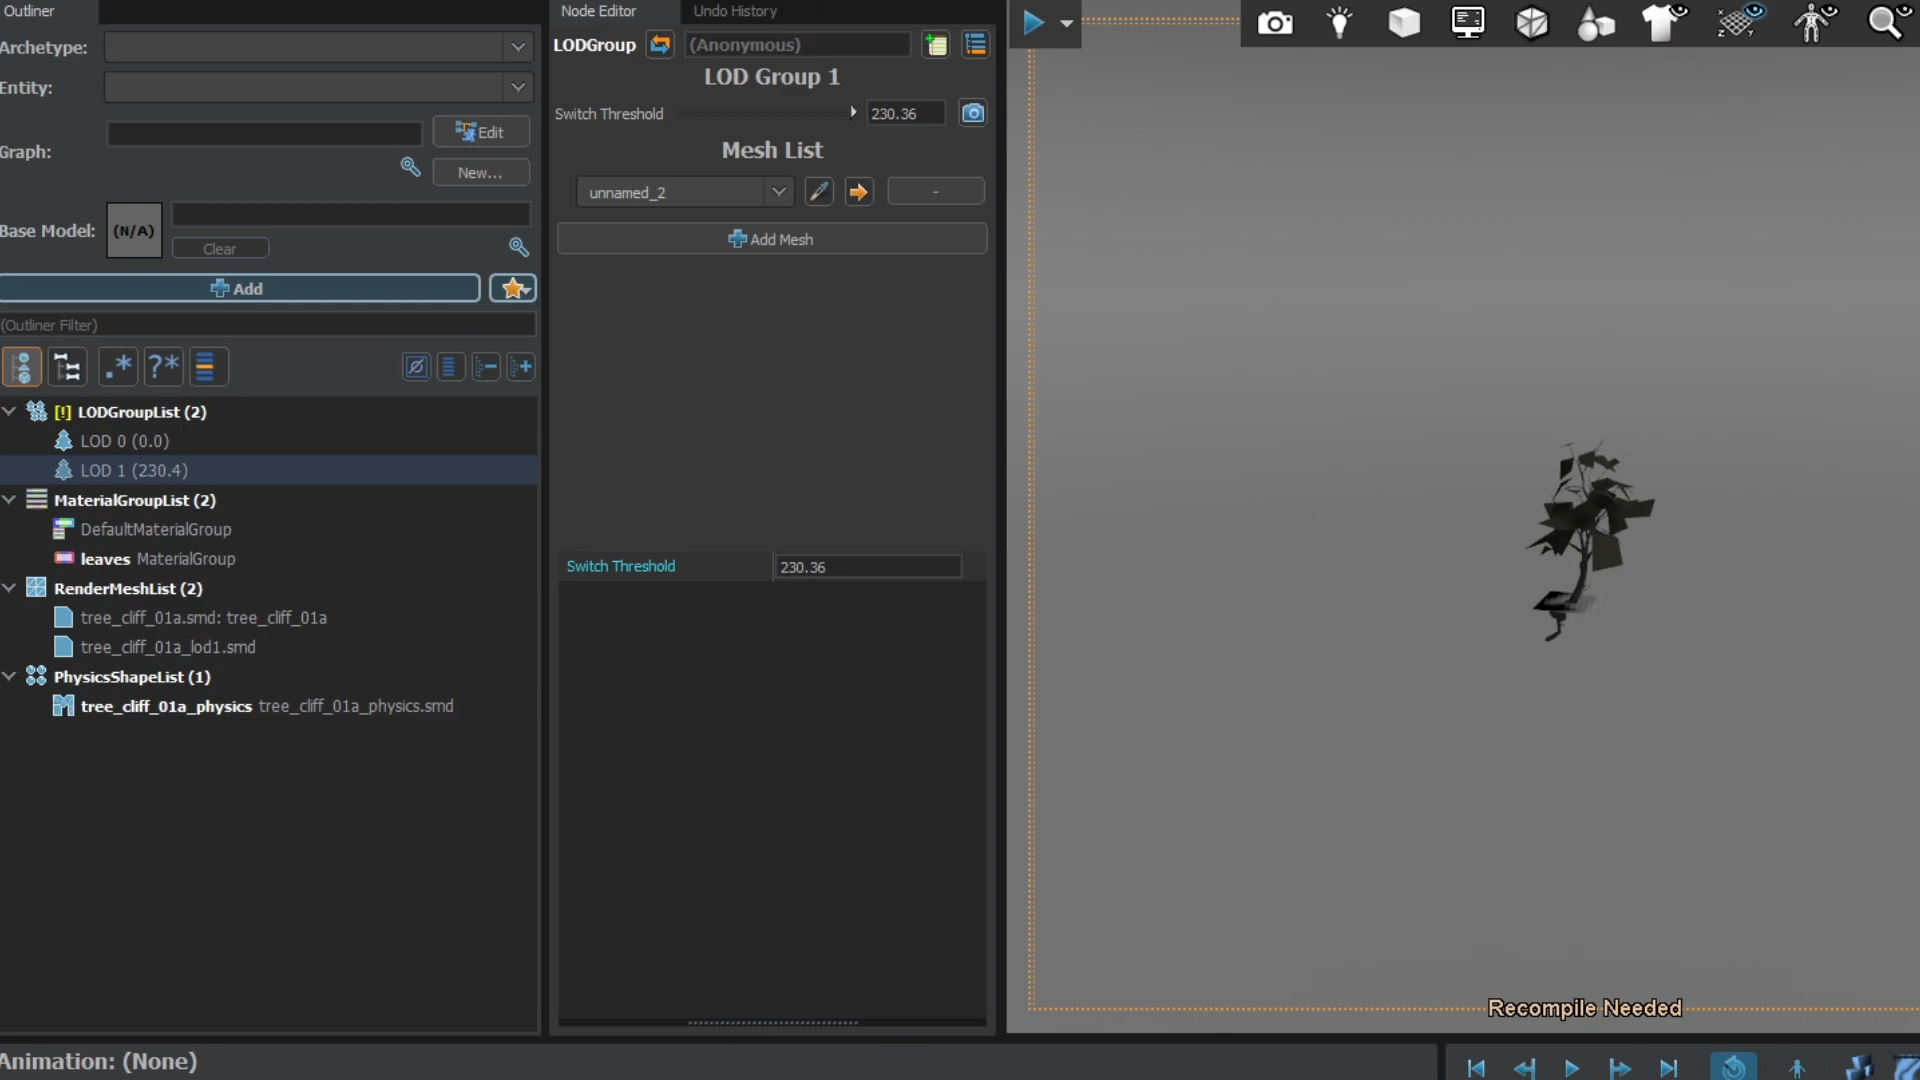 Outliner
Archetype:
Entity:
Graph:
Edit
New...
Base Model:
(N/A)
Clear
Add
(Outliner Filter)
.*
?*
[!] LODGroupList (2)
LOD 0 (0.0)
LOD 1 (230.4)
MaterialGroupList (2)
DefaultMaterialGroup
leaves MaterialGroup
RenderMeshList (2)
tree_cliff_01a.smd: tree_cliff_01a
tree_cliff_01a_lod1.smd
PhysicsShapeList (1)
tree_cliff_01a_physics tree_cliff_01a_physics.smd
Node Editor
Undo History
LODGroup
(Anonymous)
LOD Group 1
Switch Threshold
230.36
Mesh List
unnamed_2
-
Add Mesh
Switch Threshold
230.36
Recompile Needed
Animation: (None)